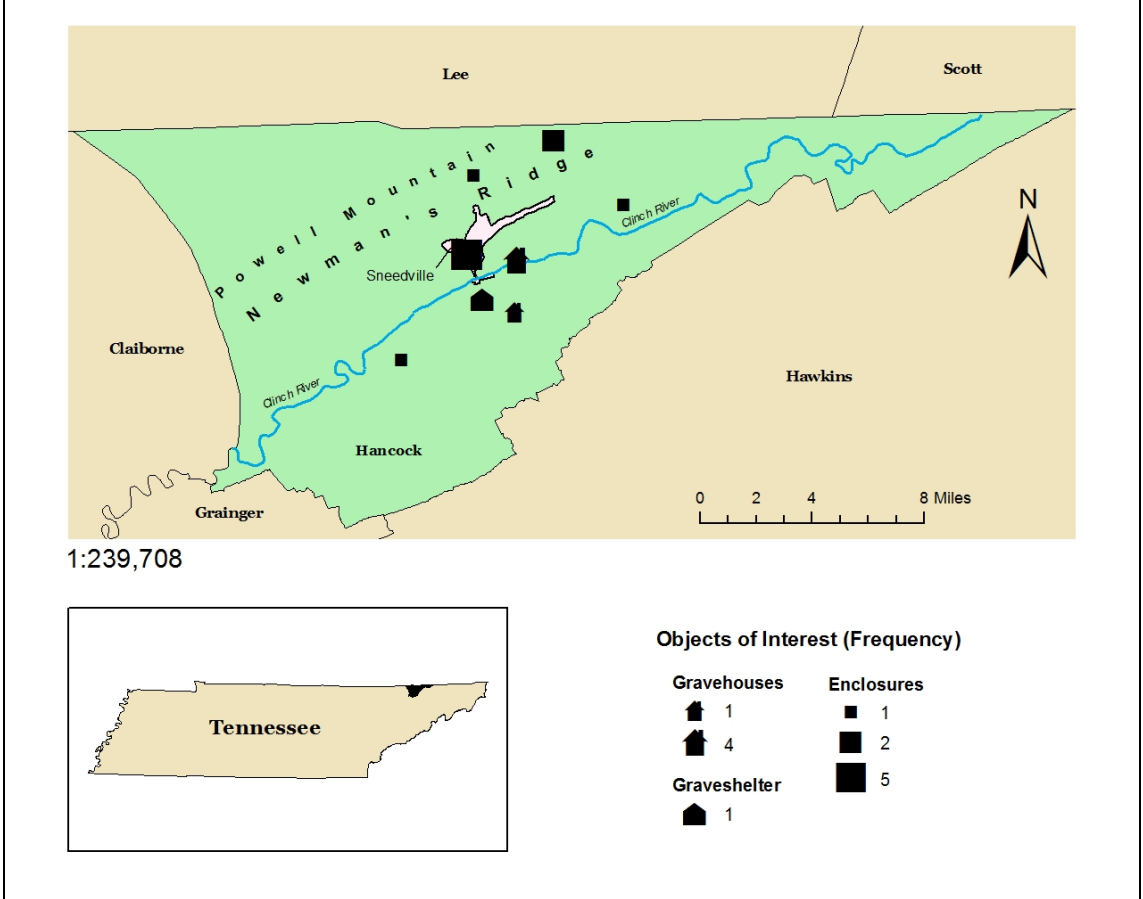 Lee
Scott
Powell Mountain
Newman's Ridge
N
Clinch River
Sneedville
Claiborne
Hawkins
Clinch River
Hancock
Grainger
0 2 4 8 Miles
1:239,708
Objects of Interest (Frequency)
Gravehouses
1
4
Graveshelter
1
Enclosures
1
2
5
Tennessee